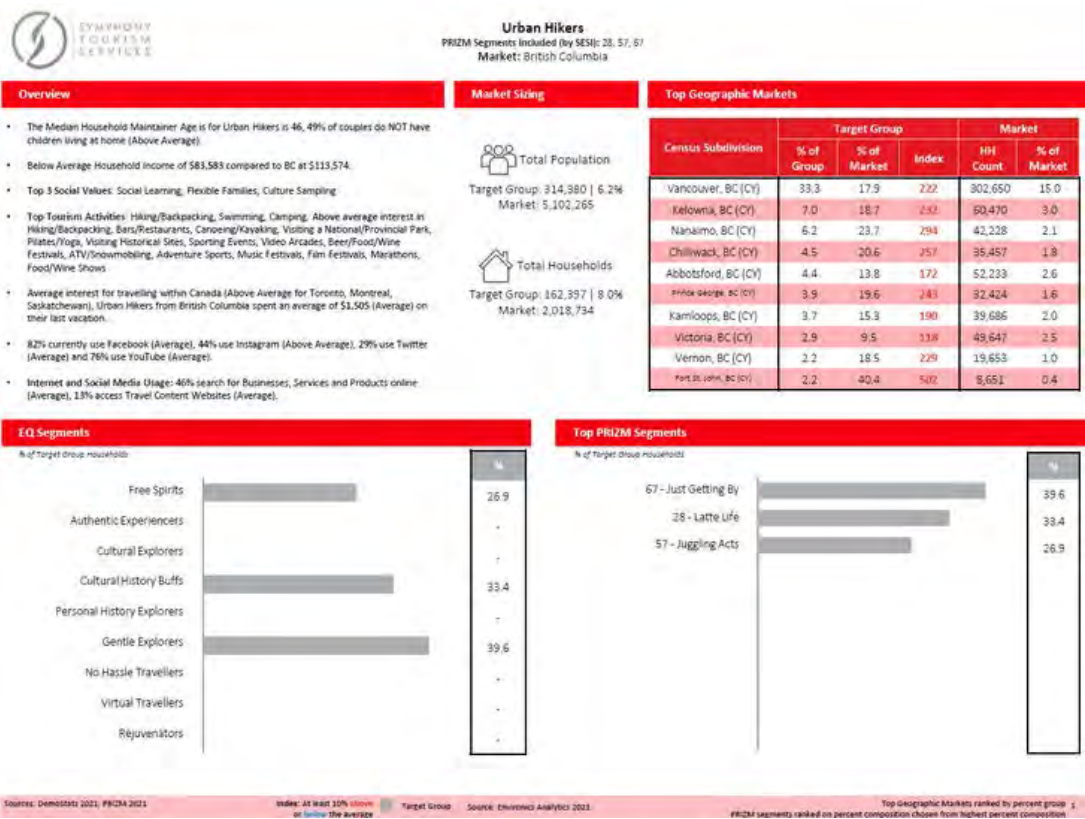 SYMPHONY
TOURISM
SERVICES
Urban Hikers
PRIZM Segments Included (by SESI): 28, 57, 67
Market: British Columbia
Overview
• The Median Household Maintainer Age is for Urban Hikers is 46, 49% of couples do NOT have
children living at home (Above Average).
• Below Average Household Income of $83,583 compared to BC at $113,574.
• Top 3 Social Values: Social Learning, Flexible Families, Culture Sampling
• Top Tourism Activities: Hiking/Backpacking, Swimming, Camping. Above average interest in
Hiking/Backpacking, Bars/Restaurants, Canoeing/Kayaking, Visiting a National/Provincial Park,
Pilates/Yoga, Visiting Historical Sites, Sporting Events, Video Arcades, Beer/Food/Wine
Festivals, ATV/Snowmobiling, Adventure Sports, Music Festivals, Film Festivals, Marathons,
Food/Wine Shows
• Average interest for travelling within Canada (Above Average for Toronto, Montreal,
Saskatchewan), Urban Hikers from British Columbia spent an average of $1,505 (Average) on
their last vacation.
• 82% currently use Facebook (Average), 44% use Instagram (Above Average), 29% use Twitter
(Average) and 76% use YouTube (Average).
• Internet and Social Media Usage: 46% search for Businesses, Services and Products online
(Average), 13% access Travel Content Websites (Average).
Market Sizing
Total Population
Target Group: 314,380 | 6.2%
Market: 5,102,265
Total Households
Target Group: 162,397 | 8.0%
Market: 2,018,734
Top Geographic Markets
Target Group Market
Census Subdivision % of Group % of Market Index HH Count % of Market
Vancouver, BC (CY) 33.3 17.9 222 302,650 15.0
Kelowna, BC (CY) 7.0 18.7 232 60,470 3.0
Nanaimo, BC (CY) 6.2 23.7 294 42,228 2.1
Chilliwack, BC (CY) 4.5 20.6 257 35,457 1.8
Abbotsford, BC (CY) 4.4 13.8 172 52,233 2.6
Prince George, BC (CY) 3.9 19.6 243 32,424 1.6
Kamloops, BC (CY) 3.7 15.3 190 39,686 2.0
Victoria, BC (CY) 2.9 9.5 118 49,647 2.5
Vernon, BC (CY) 2.2 18.5 229 19,653 1.0
Fort St. John, BC (CY) 2.2 40.4 502 8,651 0.4
EQ Segments
% of Target Group Households
%
Free Spirits 26.9
Authentic Experiencers -
Cultural Explorers -
Cultural History Buffs 33.4
Personal History Explorers -
Gentle Explorers 39.6
No Hassle Travellers -
Virtual Travellers -
Rejuvenators -
Top PRIZM Segments
% of Target Group Households
%
67 - Just Getting By 39.6
28 - Latte Life 33.4
57 - Juggling Acts 26.9
Sources: DemoStats 2021, PRIZM 2021
Index: At least 10% above
or below the average
Target Group
Source: Environics Analytics 2021
Top Geographic Markets ranked by percent group
PRIZM segments ranked on percent composition chosen from highest percent composition